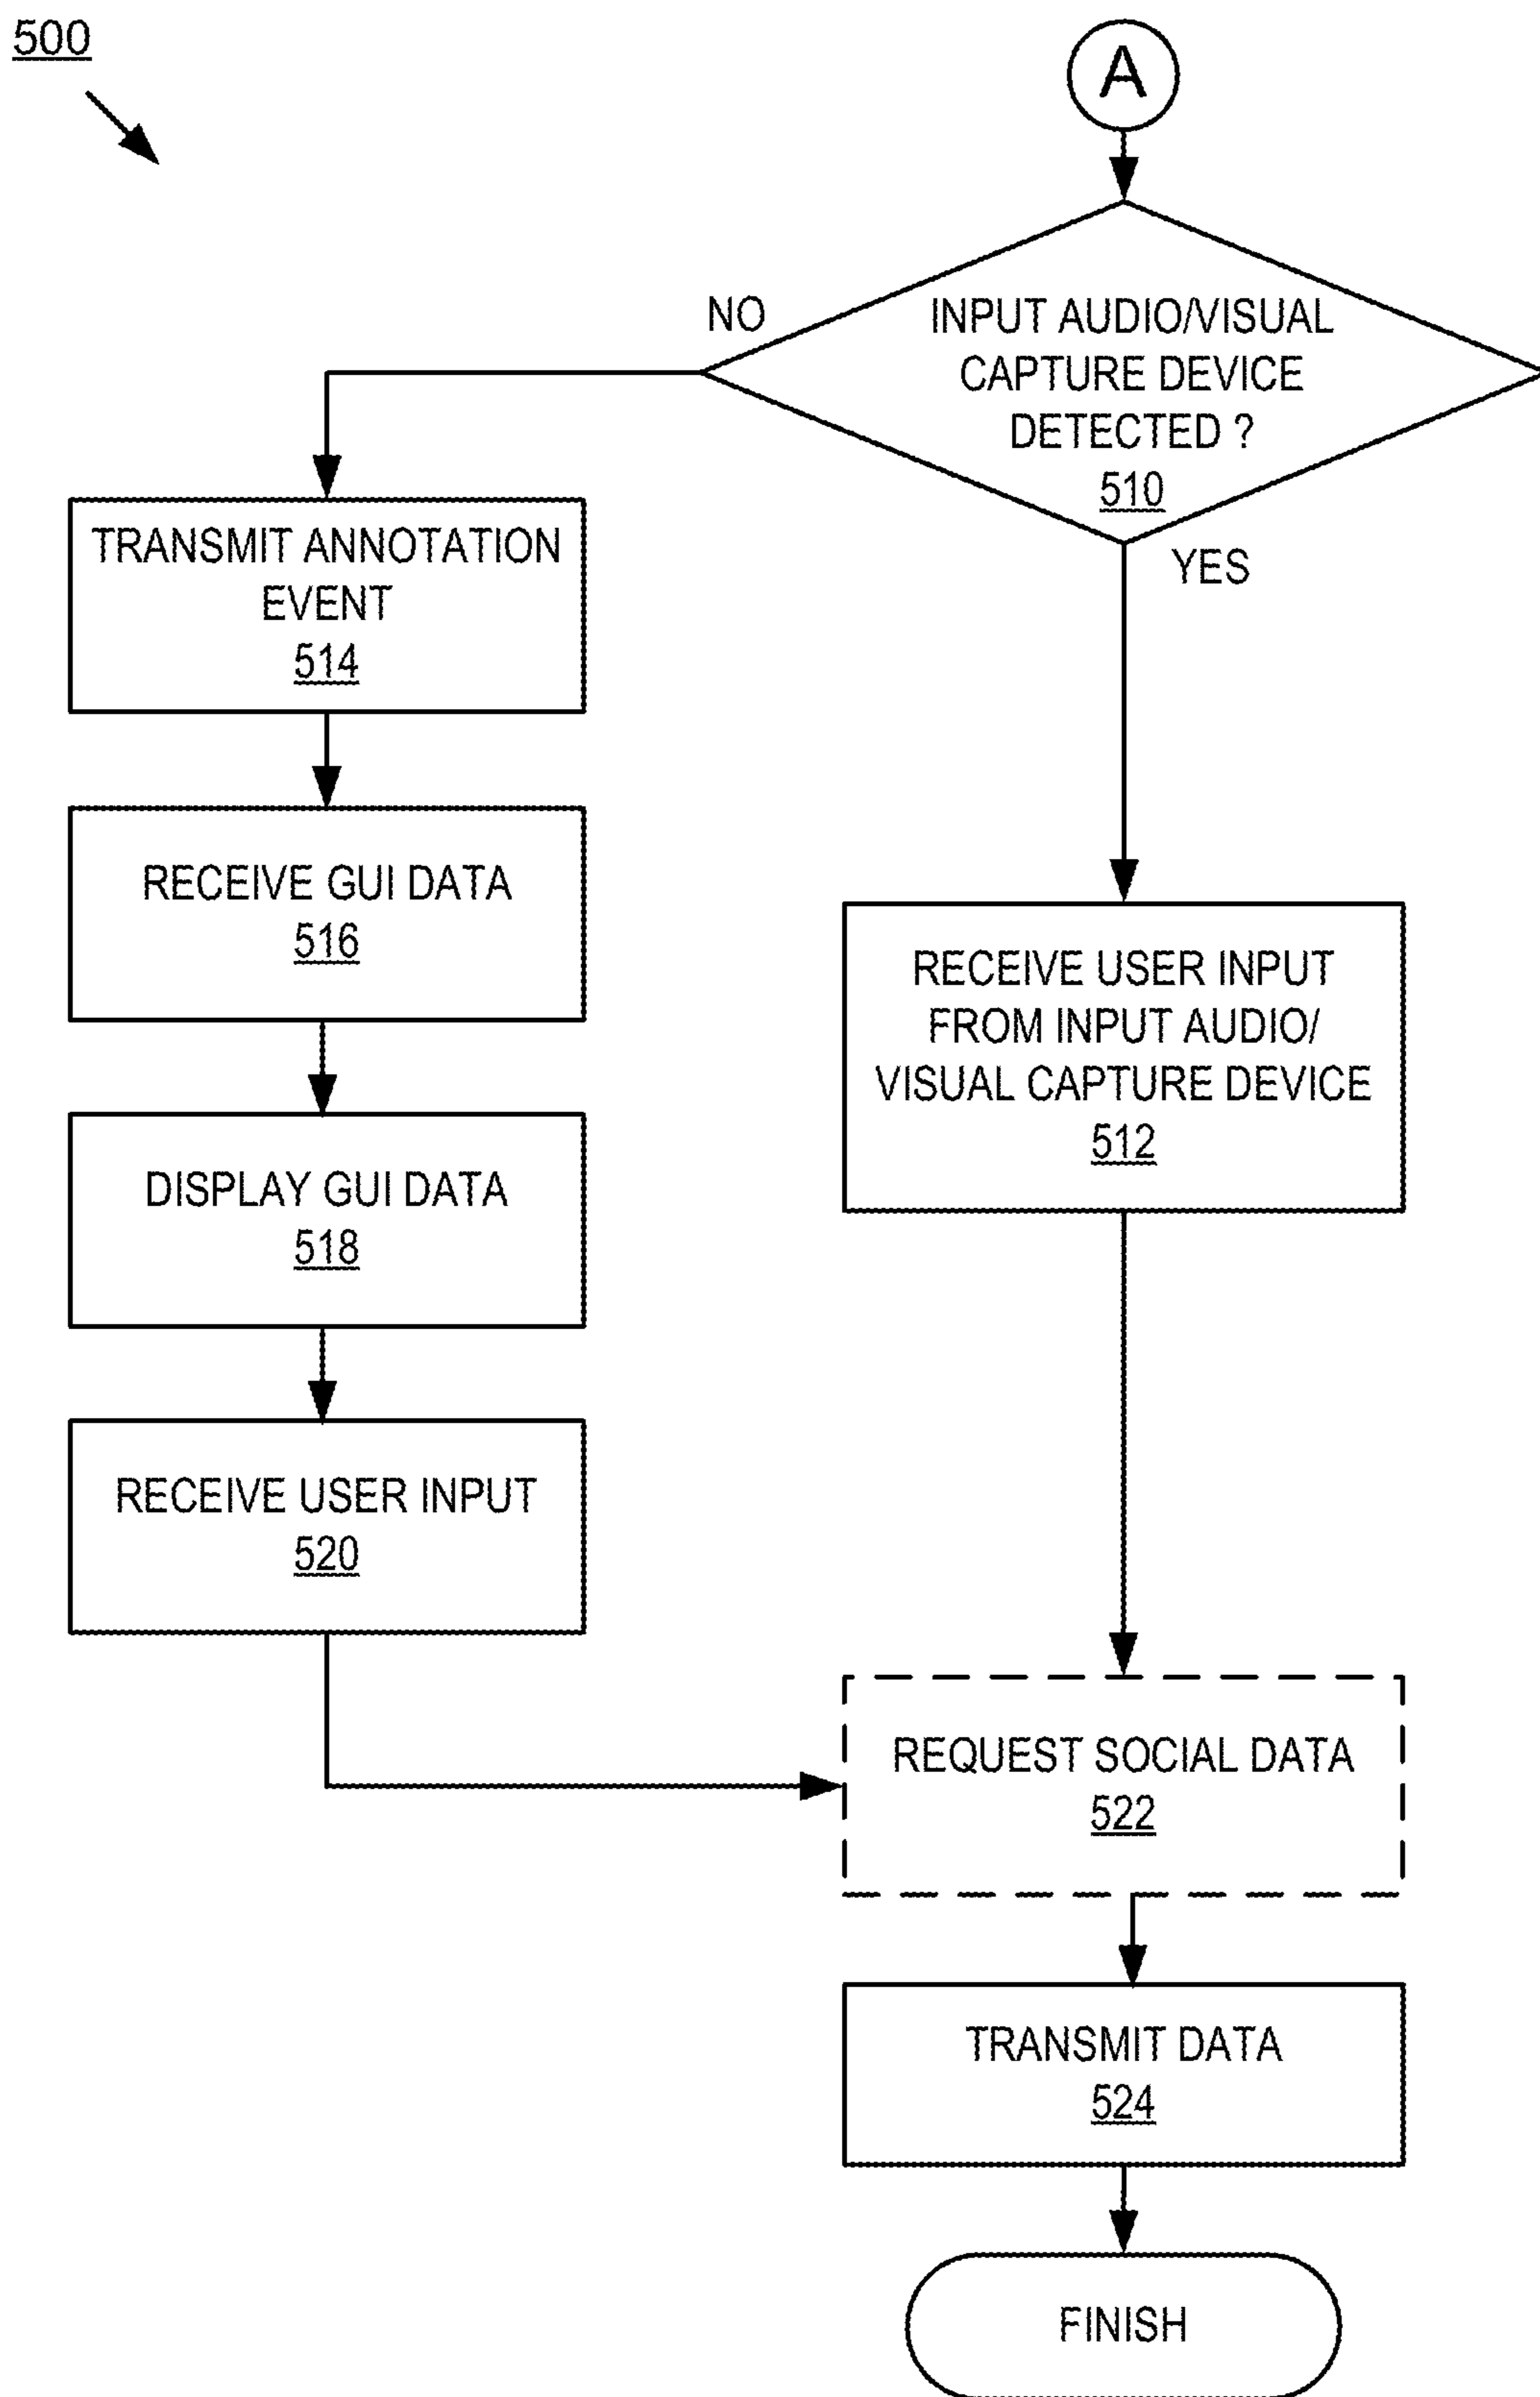 500
A
INPUT AUDIO/VISUAL
CAPTURE DEVICE
DETECTED ?
510
NO
YES
TRANSMIT ANNOTATION
EVENT
514
RECEIVE GUI DATA
516
DISPLAY GUI DATA
518
RECEIVE USER INPUT
520
RECEIVE USER INPUT
FROM INPUT AUDIO/
VISUAL CAPTURE DEVICE
512
REQUEST SOCIAL DATA
522
TRANSMIT DATA
524
FINISH